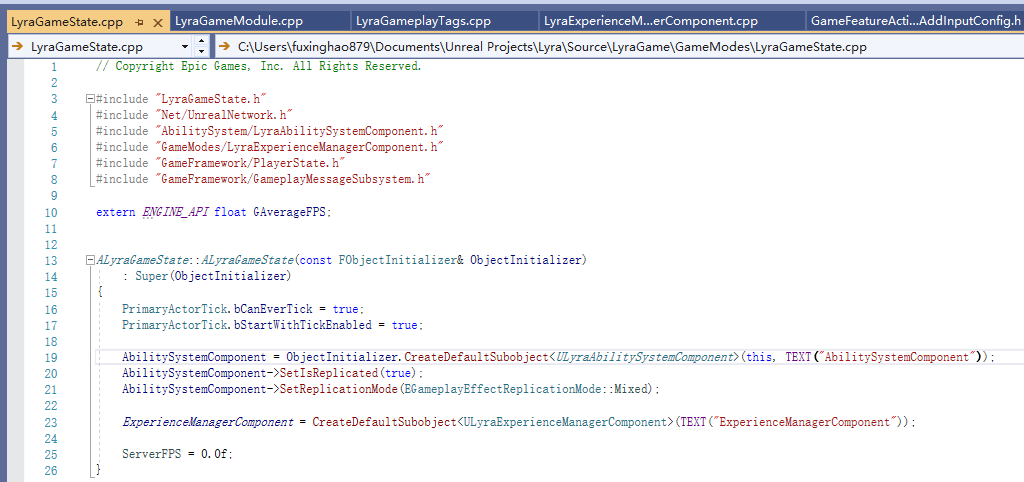 LyraGameState.cpp LyraGameModule.cpp LyraGameplayTags.cpp LyraExperienceM...erComponent.cpp GameFeatureActi...AddInputConfig.h
LyraGameState.cpp C:\Users\fuxinghao879\Documents\Unreal Projects\Lyra\Source\LyraGame\GameModes\LyraGameState.cpp
1 // Copyright Epic Games, Inc. All Rights Reserved.
2
3 #include "LyraGameState.h"
4 #include "Net/UnrealNetwork.h"
5 #include "AbilitySystem/LyraAbilitySystemComponent.h"
6 #include "GameModes/LyraExperienceManagerComponent.h"
7 #include "GameFramework/PlayerState.h"
8 #include "GameFramework/GameplayMessageSubsystem.h"
9
10 extern ENGINE_API float GAverageFPS;
11
12
13 ALyraGameState::ALyraGameState(const FObjectInitializer& ObjectInitializer)
14 : Super(ObjectInitializer)
15 {
16 PrimaryActorTick.bCanEverTick = true;
17 PrimaryActorTick.bStartWithTickEnabled = true;
18
19 AbilitySystemComponent = ObjectInitializer.CreateDefaultSubobject<ULyraAbilitySystemComponent>(this, TEXT("AbilitySystemComponent"));
20 AbilitySystemComponent->SetIsReplicated(true);
21 AbilitySystemComponent->SetReplicationMode(EGameplayEffectReplicationMode::Mixed);
22
23 ExperienceManagerComponent = CreateDefaultSubobject<ULyraExperienceManagerComponent>(TEXT("ExperienceManagerComponent"));
24
25 ServerFPS = 0.0f;
26 }